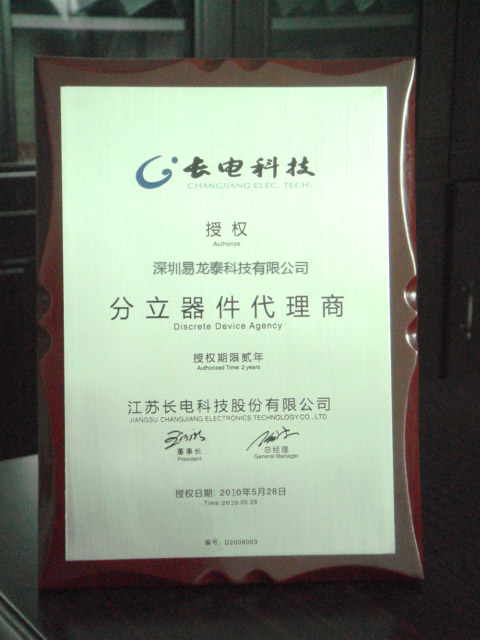 长电科技
CHANGJIANG ELEC. TECH.
授权
Authorize
深圳易龙泰科技有限公司
分立器件代理商
Discrete Device Agency
授权期限贰年
Authorized Time: 2 years
江苏长电科技股份有限公司
JIANGSU CHANGJIANG ELECTRONICS TECHNOLOGY CO., LTD.
董事长 总经理
President General Manager
授权日期: 2010年5月28日
Time:2010.05.28
编号: D2008003